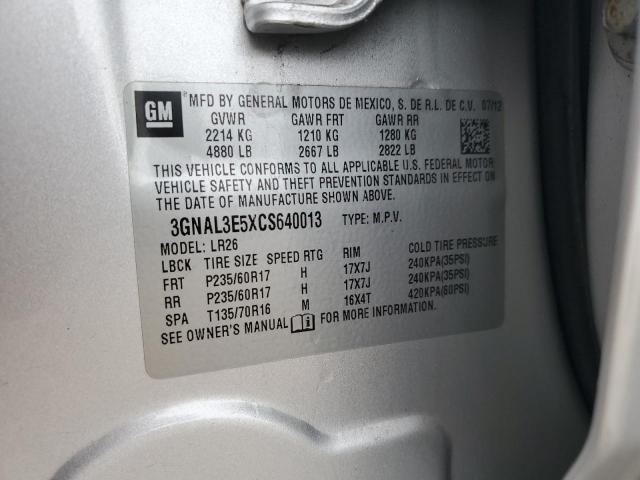 GM
MFD BY GENERAL MOTORS DE MEXICO, S. DE R.L. DE C.V. 07/12
GVWR GAWR FRT GAWR RR
2214 KG 1210 KG 1280 KG
4880 LB 2667 LB 2822 LB
THIS VEHICLE CONFORMS TO ALL APPLICABLE U.S. FEDERAL MOTOR
VEHICLE SAFETY AND THEFT PREVENTION STANDARDS IN EFFECT ON
THE DATE OF MANUFACTURE SHOWN ABOVE.
3GNAL3E5XCS640013 TYPE: M.P.V.
MODEL: LR26
LBCK TIRE SIZE SPEED RTG RIM COLD TIRE PRESSURE
FRT P235/60R17 H 17X7J 240KPA(35PSI)
RR P235/60R17 H 17X7J 240KPA(35PSI)
SPA T135/70R16 M 16X4T 420KPA(60PSI)
SEE OWNER'S MANUAL i FOR MORE INFORMATION.